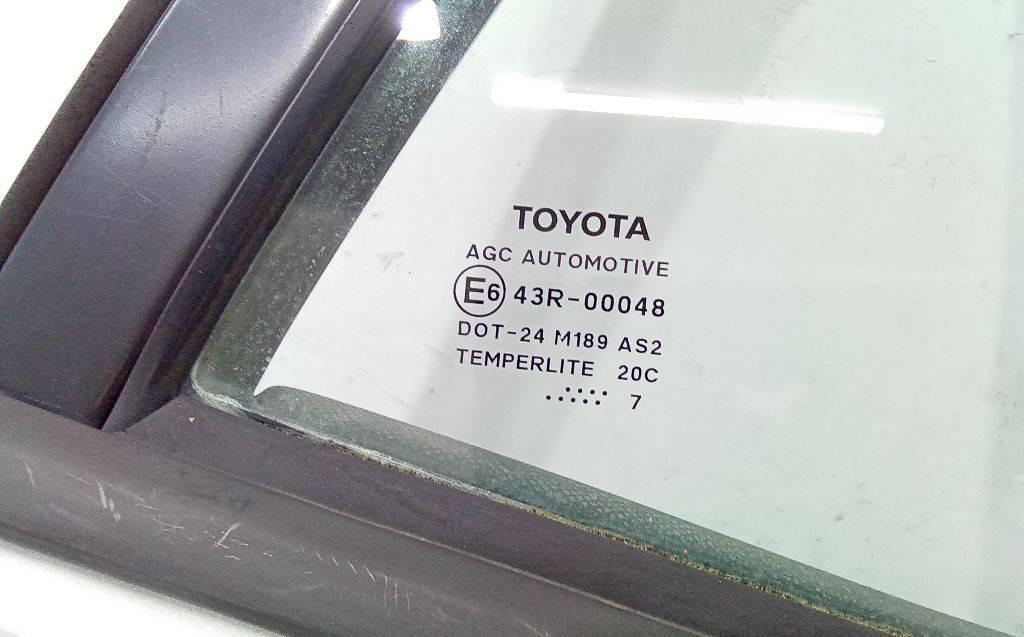 TOYOTA
AGC AUTOMOTIVE
E6 43R-00048
DOT-24 M189 AS2
TEMPERLITE 20C
7